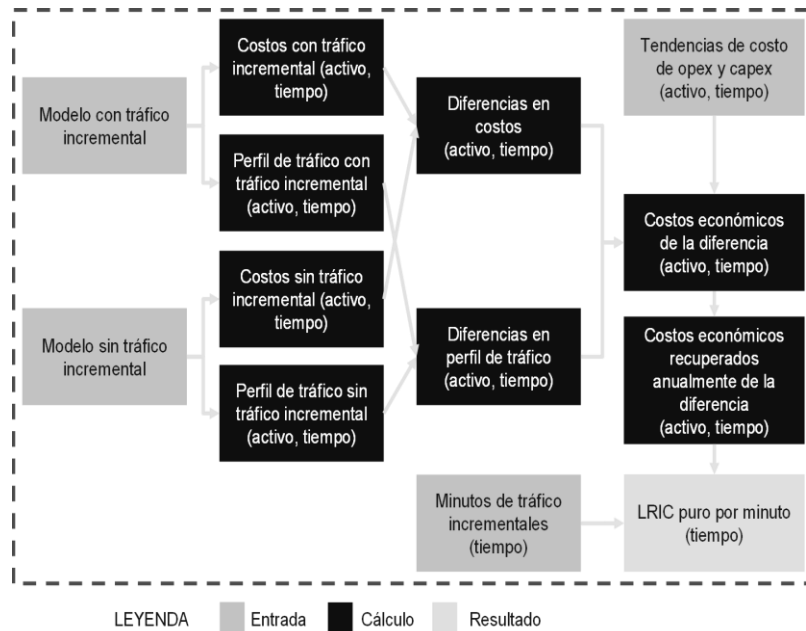 Modelo con tráfico
incremental
Costos con tráfico
incremental (activo,
tiempo)
Perfil de tráfico con
tráfico incremental
(activo, tiempo)
Modelo sin tráfico
incremental
Costos sin tráfico
incremental (activo,
tiempo)
Perfil de tráfico sin
tráfico incremental
(activo, tiempo)
Diferencias en
costos
(activo, tiempo)
Diferencias en
perfil de tráfico
(activo, tiempo)
Tendencias de costo
de opex y capex
(activo, tiempo)
Costos económicos
de la diferencia
(activo, tiempo)
Costos económicos
recuperados
anualmente de la
diferencia
(activo, tiempo)
Minutos de tráfico
incrementales
(tiempo)
LRIC puro por minuto
(tiempo)
LEYENDA Entrada Cálculo Resultado